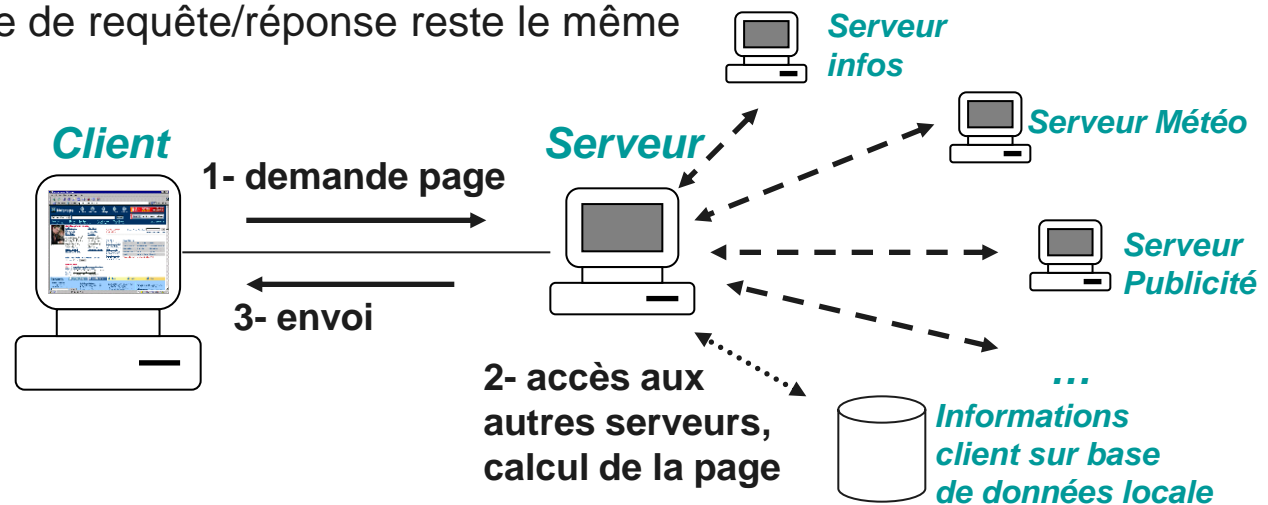 e de requête/réponse reste le même
Serveur
infos
Client
Serveur
Serveur Météo
1- demande page
Serveur
Publicité
3- envoi
2- accès aux
autres serveurs,
calcul de la page
...
Informations
client sur base
de données locale